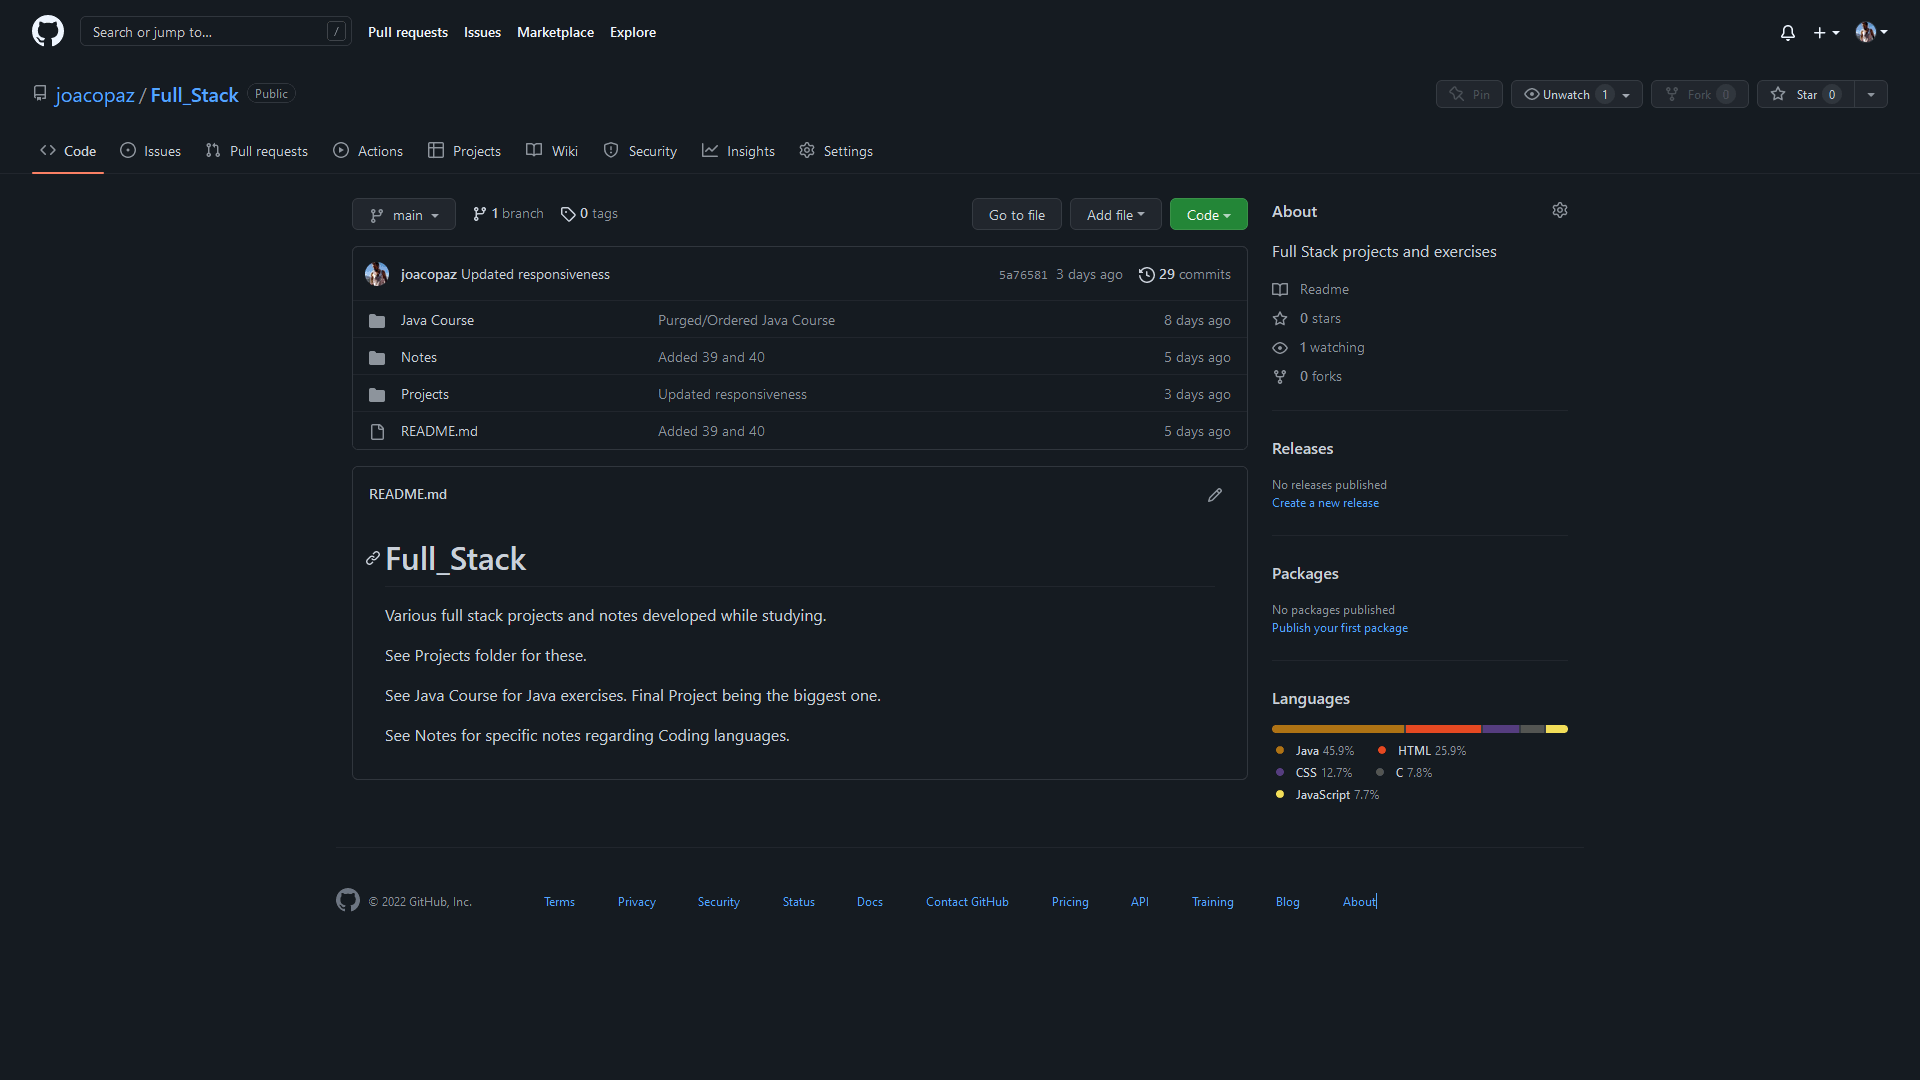 Search or jump to... /
Pull requests Issues Marketplace Explore
joacopaz / Full_Stack Public
Pin Unwatch 1 Fork 0 Star 0
Code Issues Pull requests Actions Projects Wiki Security Insights Settings
main 1 branch 0 tags Go to file Add file Code
joacopaz Updated responsiveness 5a76581 3 days ago 29 commits
Java Course Purged/Ordered Java Course 8 days ago
Notes Added 39 and 40 5 days ago
Projects Updated responsiveness 3 days ago
README.md Added 39 and 40 5 days ago
README.md
Full_Stack
Various full stack projects and notes developed while studying.
See Projects folder for these.
See Java Course for Java exercises. Final Project being the biggest one.
See Notes for specific notes regarding Coding languages.
About
Full Stack projects and exercises
Readme
0 stars
1 watching
0 forks
Releases
No releases published
Create a new release
Packages
No packages published
Publish your first package
Languages
Java 45.9% HTML 25.9%
CSS 12.7% C 7.8%
JavaScript 7.7%
© 2022 GitHub, Inc. Terms Privacy Security Status Docs Contact GitHub Pricing API Training Blog About